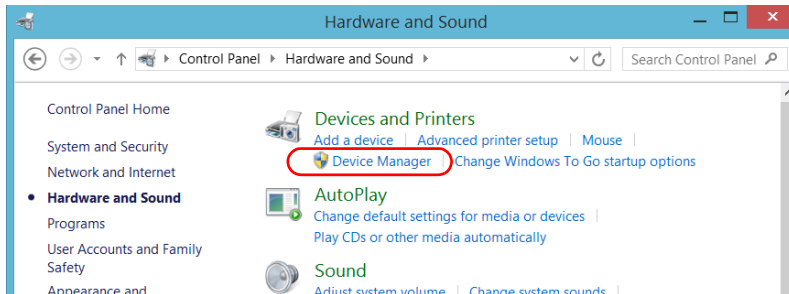 Hardware and Sound
Control Panel Hardware and Sound
Search Control Panel
Control Panel Home
System and Security
Network and Internet
Hardware and Sound
Programs
User Accounts and Family
Safety
Appearance and
Devices and Printers
Add a device Advanced printer setup Mouse
Device Manager Change Windows To Go startup options
AutoPlay
Change default settings for media or devices
Play CDs or other media automatically
Sound
Adjust system volume Change system sounds